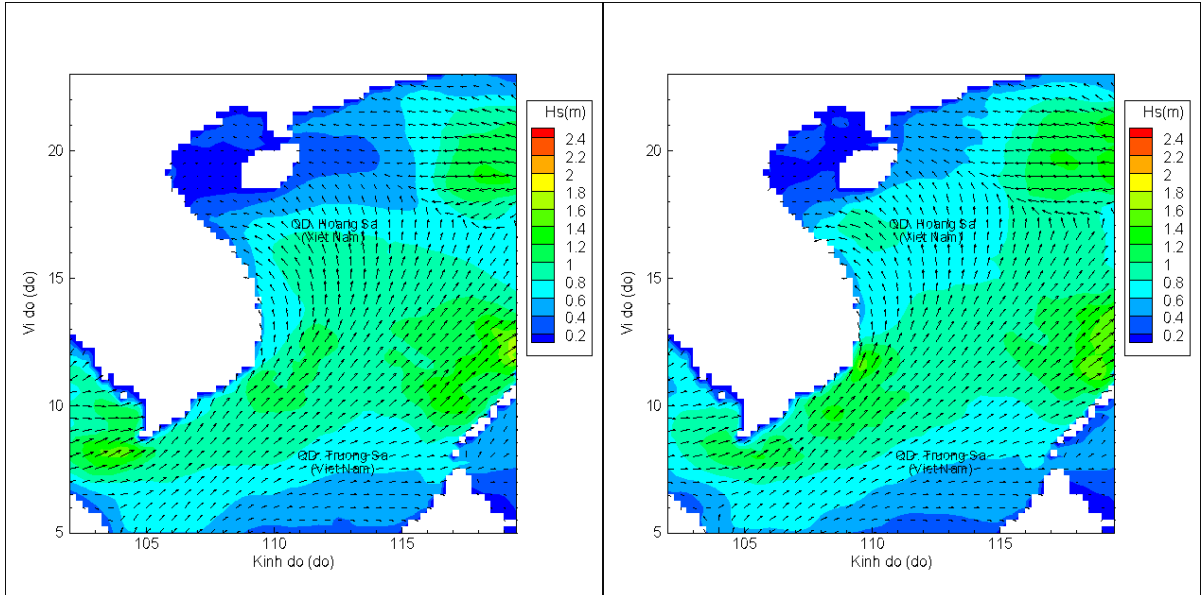 Hs(m)
2.4
2.2
2
1.8
1.6
1.4
1.2
1
0.8
0.6
0.4
0.2
20
15
10
5
Vi do (do)
QD. Hoang Sa
(Viet Nam)
QD. Truong Sa
(Viet Nam)
105
110
115
Kinh do (do)
Hs(m)
2.4
2.2
2
1.8
1.6
1.4
1.2
1
0.8
0.6
0.4
0.2
20
15
10
5
Vi do (do)
QD. Hoang Sa
(Viet Nam)
QD. Truong Sa
(Viet Nam)
105
110
115
Kinh do (do)